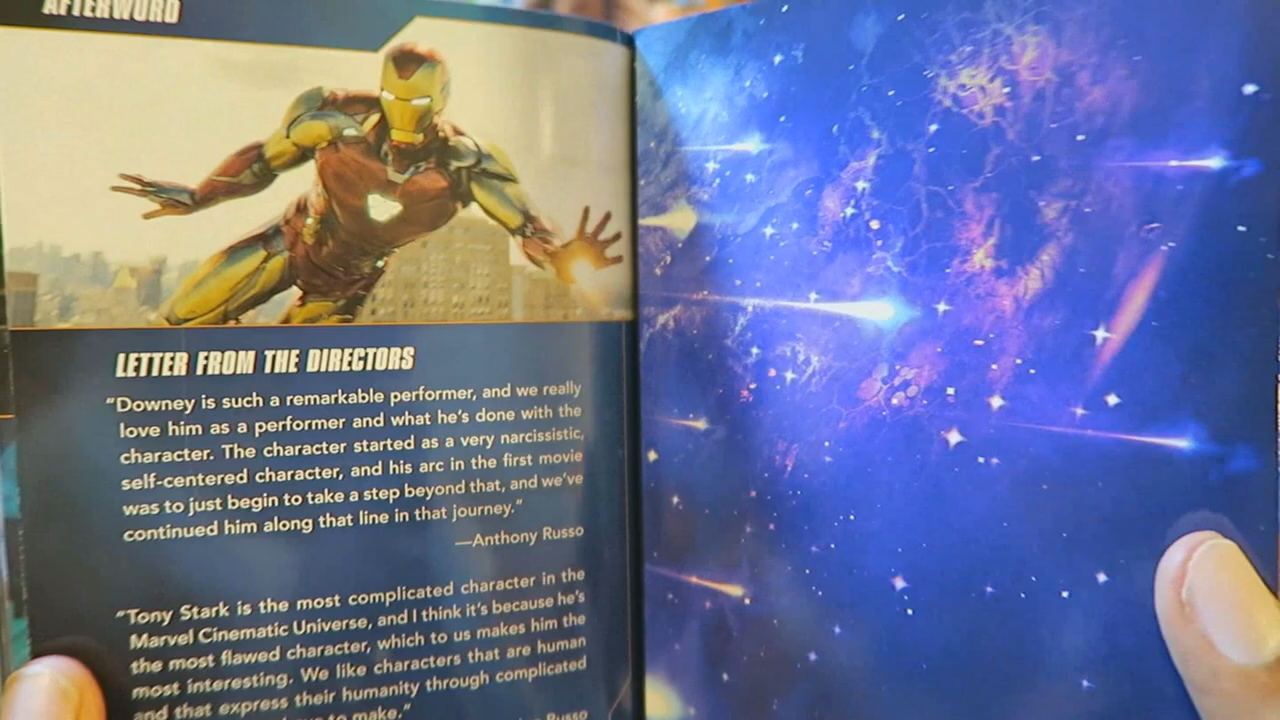 AFTERWORD
LETTER FROM THE DIRECTORS
“Downey is such a remarkable performer, and we really
love him as a performer and what he’s done with the
character. The character started as a very narcissistic,
self-centered character, and his arc in the first movie
was to just begin to take a step beyond that, and we’ve
continued him along that line in that journey.”
—Anthony Russo
“Tony Stark is the most complicated character in the
Marvel Cinematic Universe, and I think it’s because he’s
the most flawed character, which to us makes him the
most interesting. We like characters that are human
and that express their humanity through complicated
to make.”
Russo